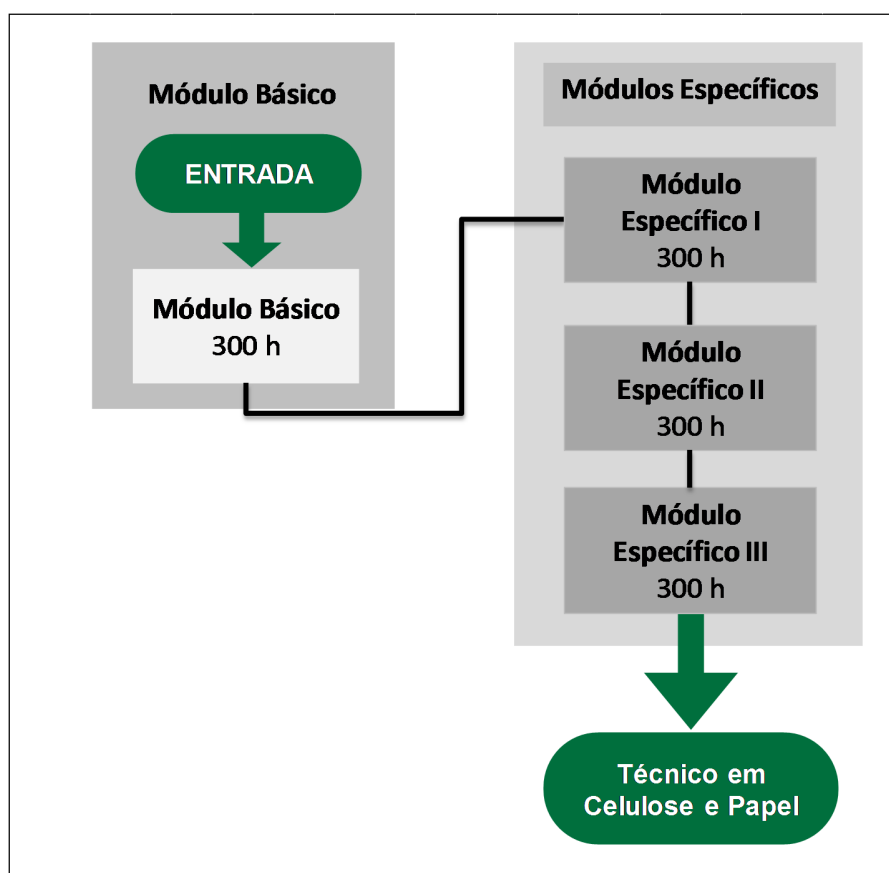 Módulo Básico
ENTRADA
Módulo Básico
300 h
Módulos Específicos
Módulo
Específico I
300 h
Módulo
Específico II
300 h
Módulo
Específico III
300 h
Técnico em
Celulose e Papel